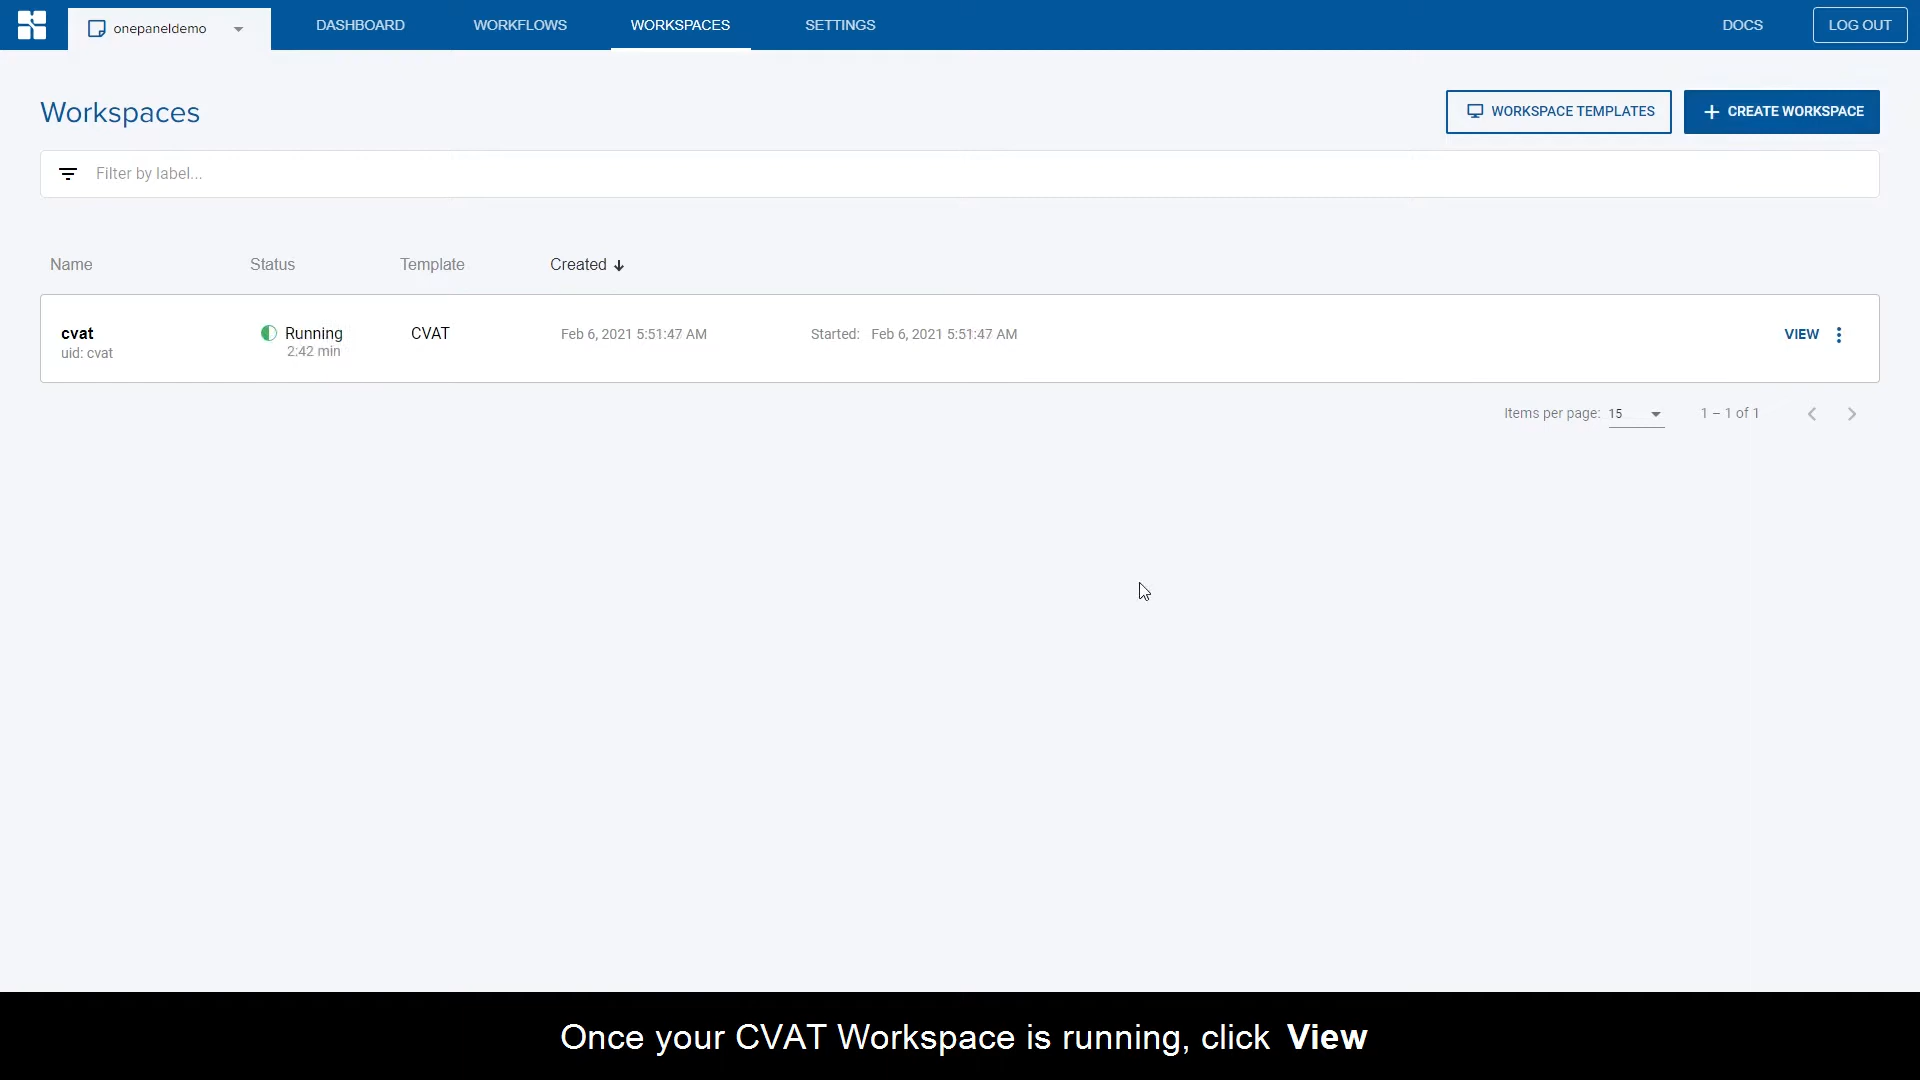 onepaneldemo DASHBOARD WORKFLOWS WORKSPACES SETTINGS DOCS LOG OUT
Workspaces WORKSPACE TEMPLATES CREATE WORKSPACE
Filter by label...
Name Status Template Created
cvat Running CVAT Feb 6, 2021 5:51:47 AM Started: Feb 6, 2021 5:51:47 AM VIEW
uid: cvat 2:42 min
Items per page: 15 1 – 1 of 1
Once your CVAT Workspace is running, click View